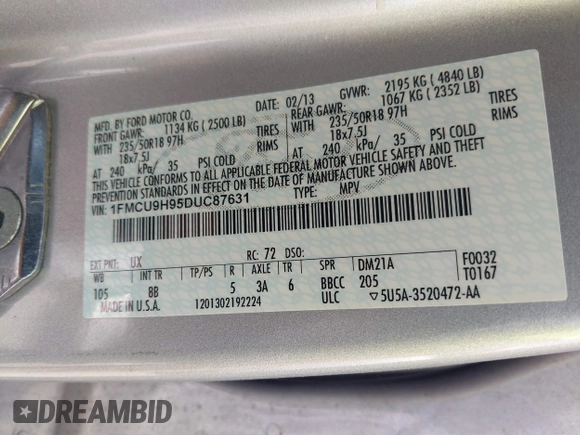 MFD. BY FORD MOTOR CO.
DATE: 02/13
GVWR: 2195 KG ( 4840 LB)
FRONT GAWR: 1134 KG ( 2500 LB)
REAR GAWR: 1067 KG ( 2352 LB)
WITH 235/50R18 97H TIRES
WITH 235/50R18 97H TIRES
18x7.5J RIMS
18x7.5J RIMS
AT 240 kPa/ 35 PSI COLD
AT 240 kPa/ 35 PSI COLD
THIS VEHICLE CONFORMS TO ALL APPLICABLE FEDERAL MOTOR VEHICLE SAFETY AND THEFT
PREVENTION STANDARDS IN EFFECT ON THE DATE OF MANUFACTURE SHOWN ABOVE.
VIN: 1FMCU9H95DUC87631
TYPE: MPV
EXT PNT: UX RC: 72 DSO: F0032
WB INT TR TP/PS R AXLE TR SPR DM21A T0167
105 BB 5 3A 6 BBCC 205
MADE IN U.S.A. 1201302192224 ULC ▽5U5A-3520472-AA
DREAMBID